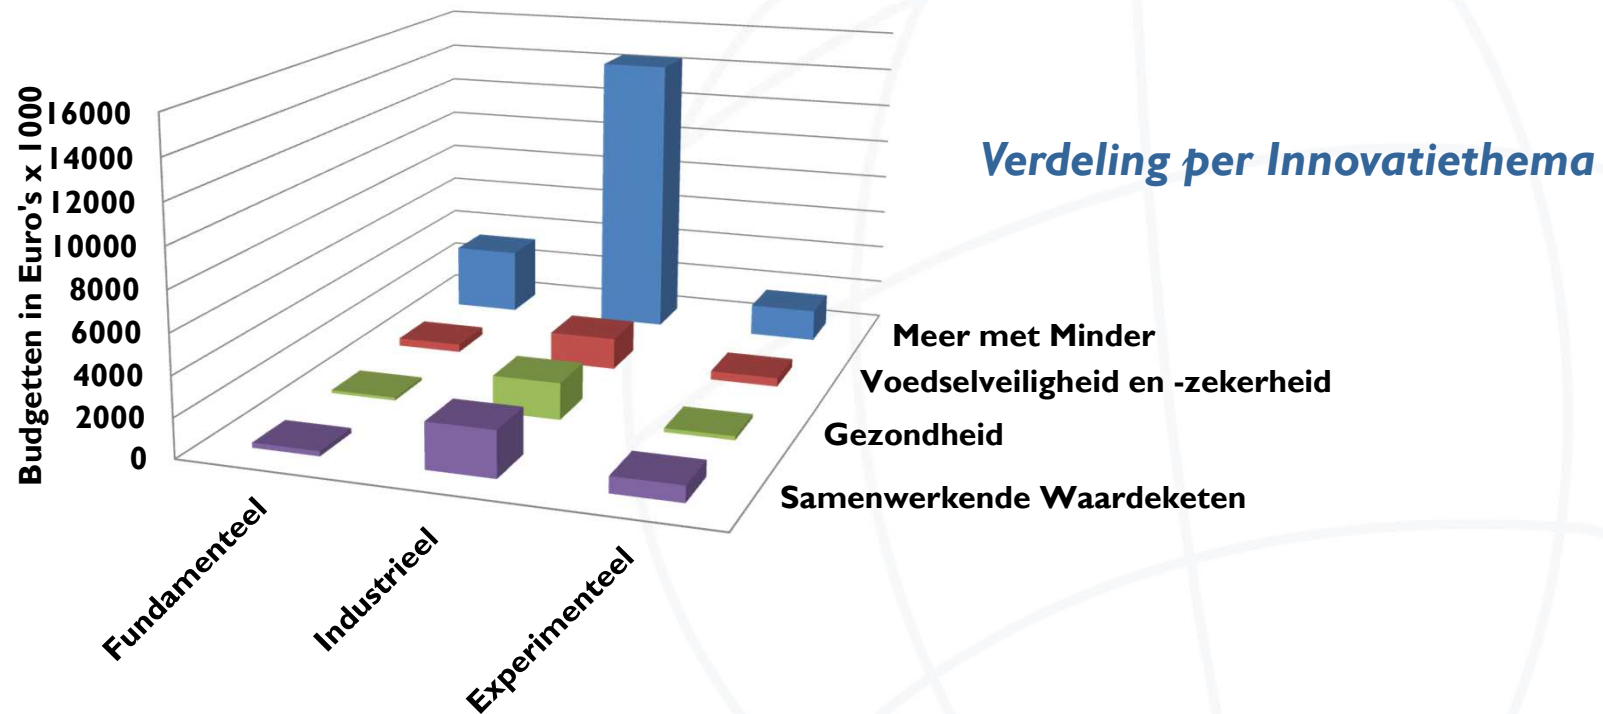 Verdeling per Innovatiethema
Budgetten in Euro's x 1000
16000
14000
12000
10000
8000
6000
4000
2000
0
Meer met Minder
Voedselveiligheid en -zekerheid
Gezondheid
Samenwerkende Waardeketen
Fundamenteel
Industrieel
Experimenteel